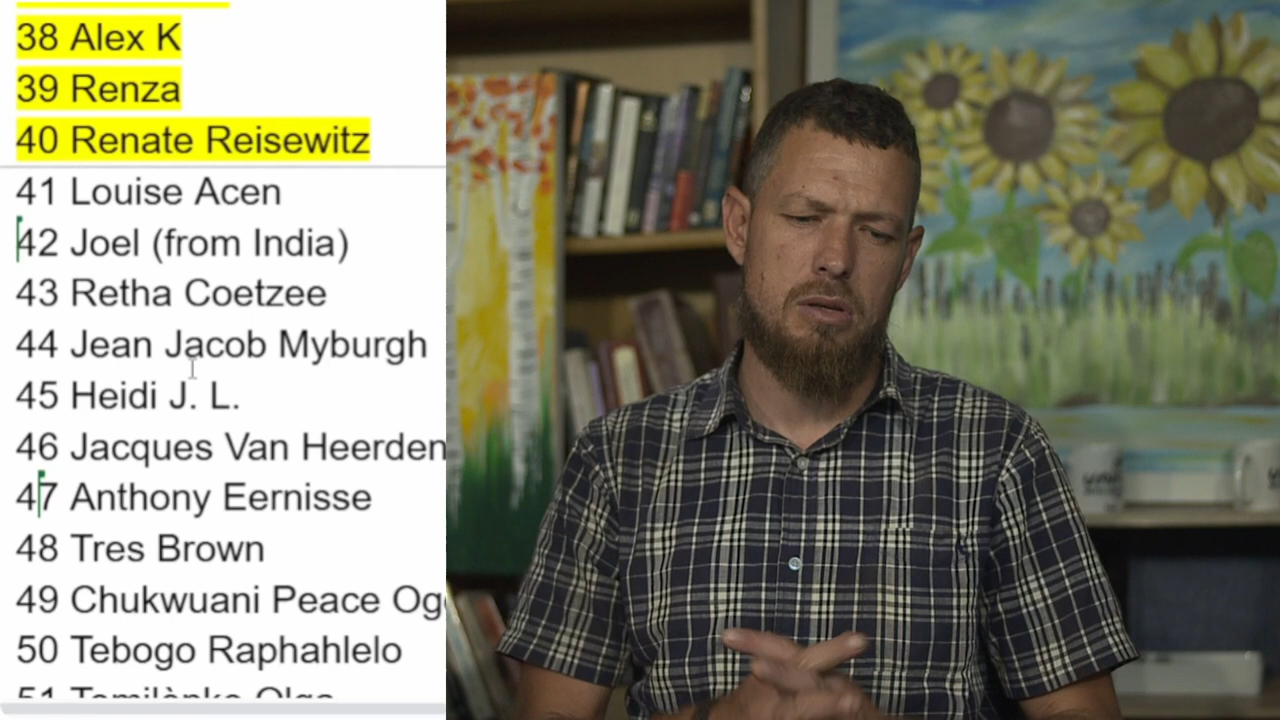 38 Alex K
39 Renza
40 Renate Reisewitz
41 Louise Acen
42 Joel (from India)
43 Retha Coetzee
44 Jean Jacob Myburgh
45 Heidi J. L.
46 Jacques Van Heerden
47 Anthony Eernisse
48 Tres Brown
49 Chukwuani Peace
50 Tebogo Raphahlelo
51